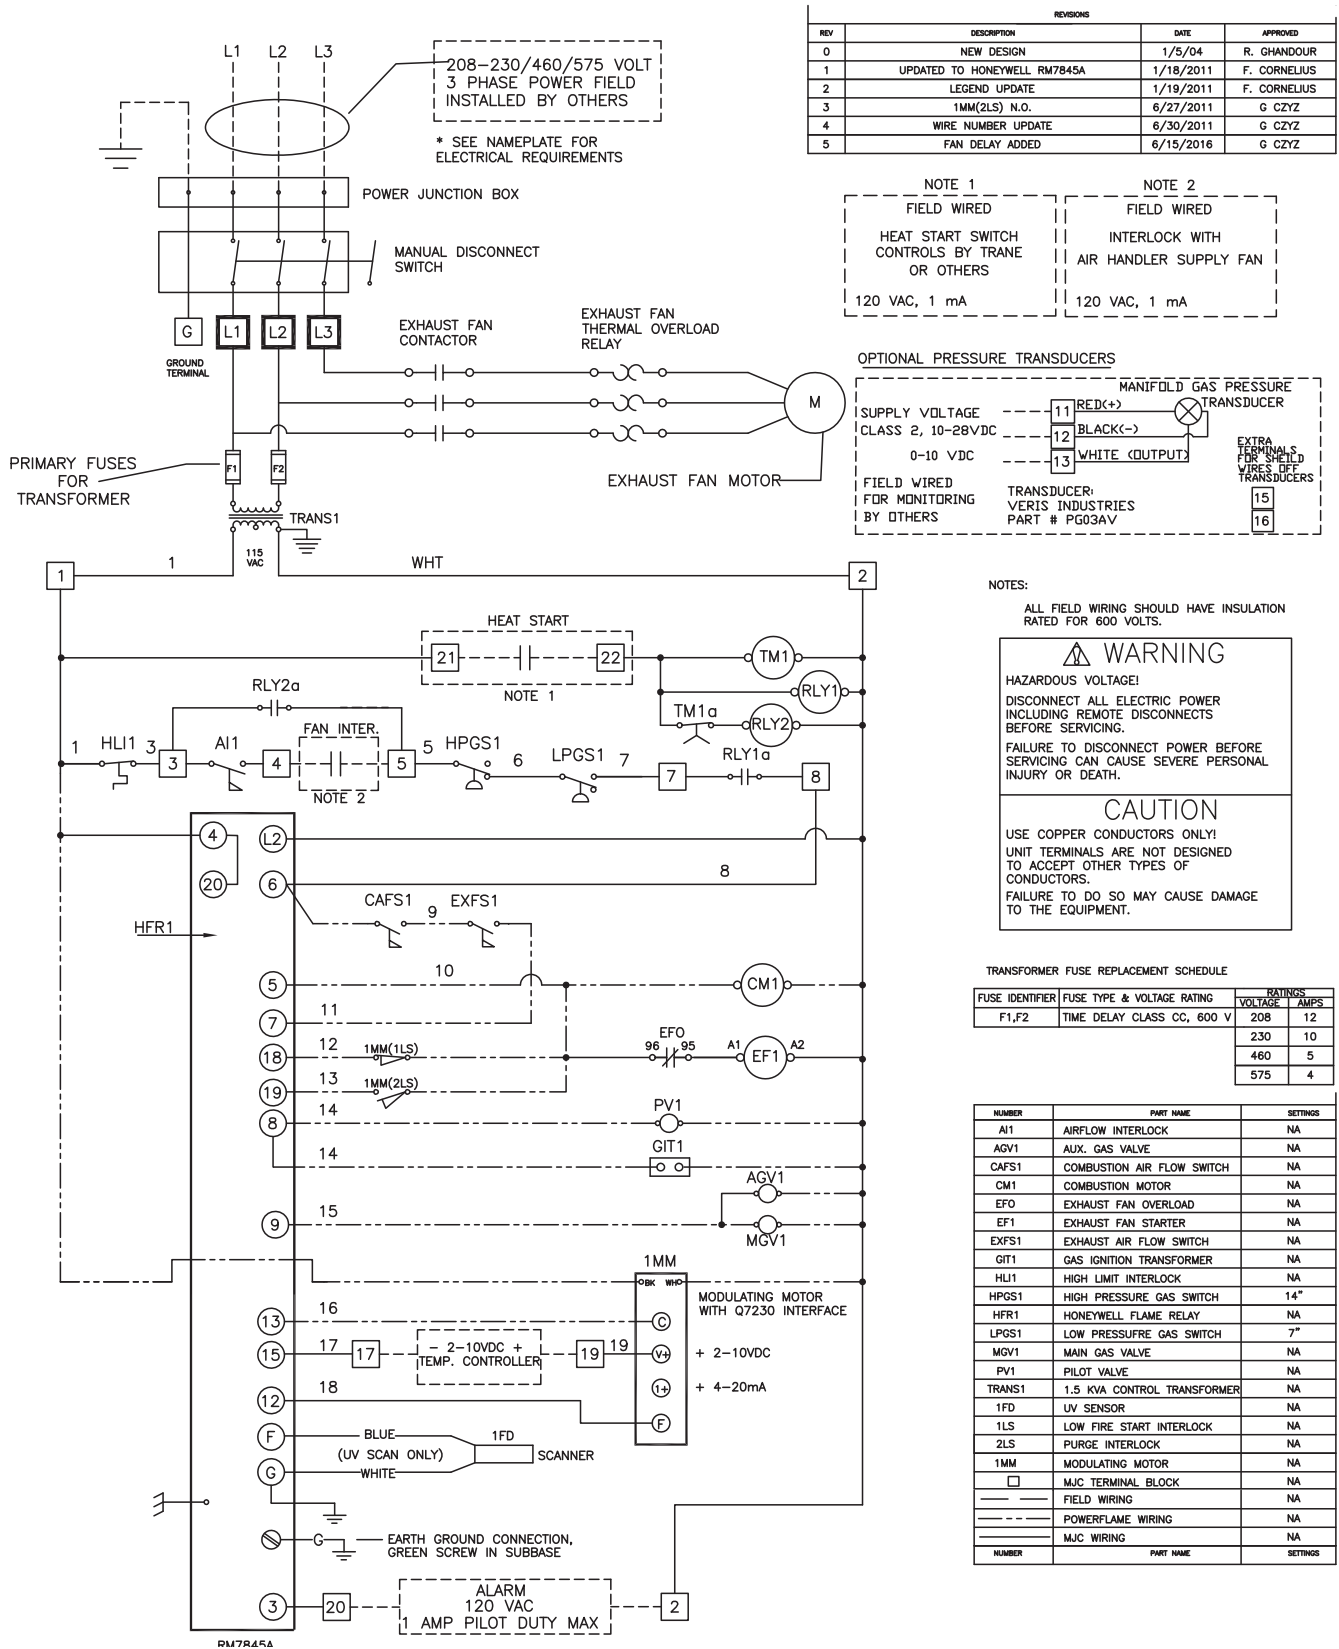 REVISIONS
REV DESCRIPTION DATE APPROVED
0 NEW DESIGN 1/5/04 R. GHANDOUR
1 UPDATED TO HONEYWELL RM7845A 1/18/2011 F. CORNELIUS
2 LEGEND UPDATE 1/19/2011 F. CORNELIUS
3 1MM(2LS) N.O. 6/27/2011 G CZYZ
4 WIRE NUMBER UPDATE 6/30/2011 G CZYZ
5 FAN DELAY ADDED 6/15/2016 G CZYZ
L1 L2 L3
208-230/460/575 VOLT
3 PHASE POWER FIELD
INSTALLED BY OTHERS
* SEE NAMEPLATE FOR
ELECTRICAL REQUIREMENTS
POWER JUNCTION BOX
MANUAL DISCONNECT
SWITCH
G L1 L2 L3
GROUND
TERMINAL
EXHAUST FAN
CONTACTOR
EXHAUST FAN
THERMAL OVERLOAD
RELAY
M
EXHAUST FAN MOTOR
PRIMARY FUSES
FOR
TRANSFORMER
F1 F2
TRANS1
115
VAC
NOTE 1
FIELD WIRED
HEAT START SWITCH
CONTROLS BY TRANE
OR OTHERS
120 VAC, 1 mA
NOTE 2
FIELD WIRED
INTERLOCK WITH
AIR HANDLER SUPPLY FAN
120 VAC, 1 mA
OPTIONAL PRESSURE TRANSDUCERS
MANIFOLD GAS PRESSURE
TRANSDUCER
SUPPLY VOLTAGE
CLASS 2, 10-28VDC
0-10 VDC
11 RED(+)
12 BLACK(-)
13 WHITE (OUTPUT)
FIELD WIRED
FOR MONITORING
BY OTHERS
TRANSDUCER:
VERIS INDUSTRIES
PART # PG03AV
EXTRA
TERMINALS
FOR SHEILD
WIRES OFF
TRANSDUCERS
15
16
1 1 WHT 2
HEAT START
21 22
NOTE 1
TM1
RLY1
TM1a RLY2
RLY2a
FAN INTER.
1 HLI1 3 3 AI1 4 5 5 HPGS1 6 LPGS1 7 7 RLY1a 8
NOTE 2
4 L2
20 6 8
CAFS1 9 EXFS1
HFR1
5 10 CM1
7 11
18 12 1MM(1LS) EFO 96 95 A1 EF1 A2
19 13 1MM(2LS)
8 14 PV1
14 GIT1
AGV1
9 15 MGV1
1MM
BK WH
MODULATING MOTOR
WITH Q7230 INTERFACE
13 16 C
15 17 17 - 2-10VDC + 19 19 V+ + 2-10VDC
TEMP. CONTROLLER
1+ + 4-20mA
12 18 F
F BLUE 1FD
(UV SCAN ONLY) SCANNER
G WHITE
G EARTH GROUND CONNECTION,
GREEN SCREW IN SUBBASE
ALARM
120 VAC
1 AMP PILOT DUTY MAX
3 20 2
RM7845A
NOTES:
ALL FIELD WIRING SHOULD HAVE INSULATION
RATED FOR 600 VOLTS.
WARNING
HAZARDOUS VOLTAGE!
DISCONNECT ALL ELECTRIC POWER
INCLUDING REMOTE DISCONNECTS
BEFORE SERVICING.
FAILURE TO DISCONNECT POWER BEFORE
SERVICING CAN CAUSE SEVERE PERSONAL
INJURY OR DEATH.
CAUTION
USE COPPER CONDUCTORS ONLY!
UNIT TERMINALS ARE NOT DESIGNED
TO ACCEPT OTHER TYPES OF
CONDUCTORS.
FAILURE TO DO SO MAY CAUSE DAMAGE
TO THE EQUIPMENT.
TRANSFORMER FUSE REPLACEMENT SCHEDULE
FUSE IDENTIFIER FUSE TYPE & VOLTAGE RATING RATINGS
VOLTAGE AMPS
F1,F2 TIME DELAY CLASS CC, 600 V 208 12
230 10
460 5
575 4
NUMBER PART NAME SETTINGS
AI1 AIRFLOW INTERLOCK NA
AGV1 AUX. GAS VALVE NA
CAFS1 COMBUSTION AIR FLOW SWITCH NA
CM1 COMBUSTION MOTOR NA
EFO EXHAUST FAN OVERLOAD NA
EF1 EXHAUST FAN STARTER NA
EXFS1 EXHAUST AIR FLOW SWITCH NA
GIT1 GAS IGNITION TRANSFORMER NA
HLI1 HIGH LIMIT INTERLOCK NA
HPGS1 HIGH PRESSURE GAS SWITCH 14"
HFR1 HONEYWELL FLAME RELAY NA
LPGS1 LOW PRESSUFRE GAS SWITCH 7"
MGV1 MAIN GAS VALVE NA
PV1 PILOT VALVE NA
TRANS1 1.5 KVA CONTROL TRANSFORMER NA
1FD UV SENSOR NA
1LS LOW FIRE START INTERLOCK NA
2LS PURGE INTERLOCK NA
1MM MODULATING MOTOR NA
MJC TERMINAL BLOCK NA
FIELD WIRING NA
POWERFLAME WIRING NA
MJC WIRING NA
NUMBER PART NAME SETTINGS